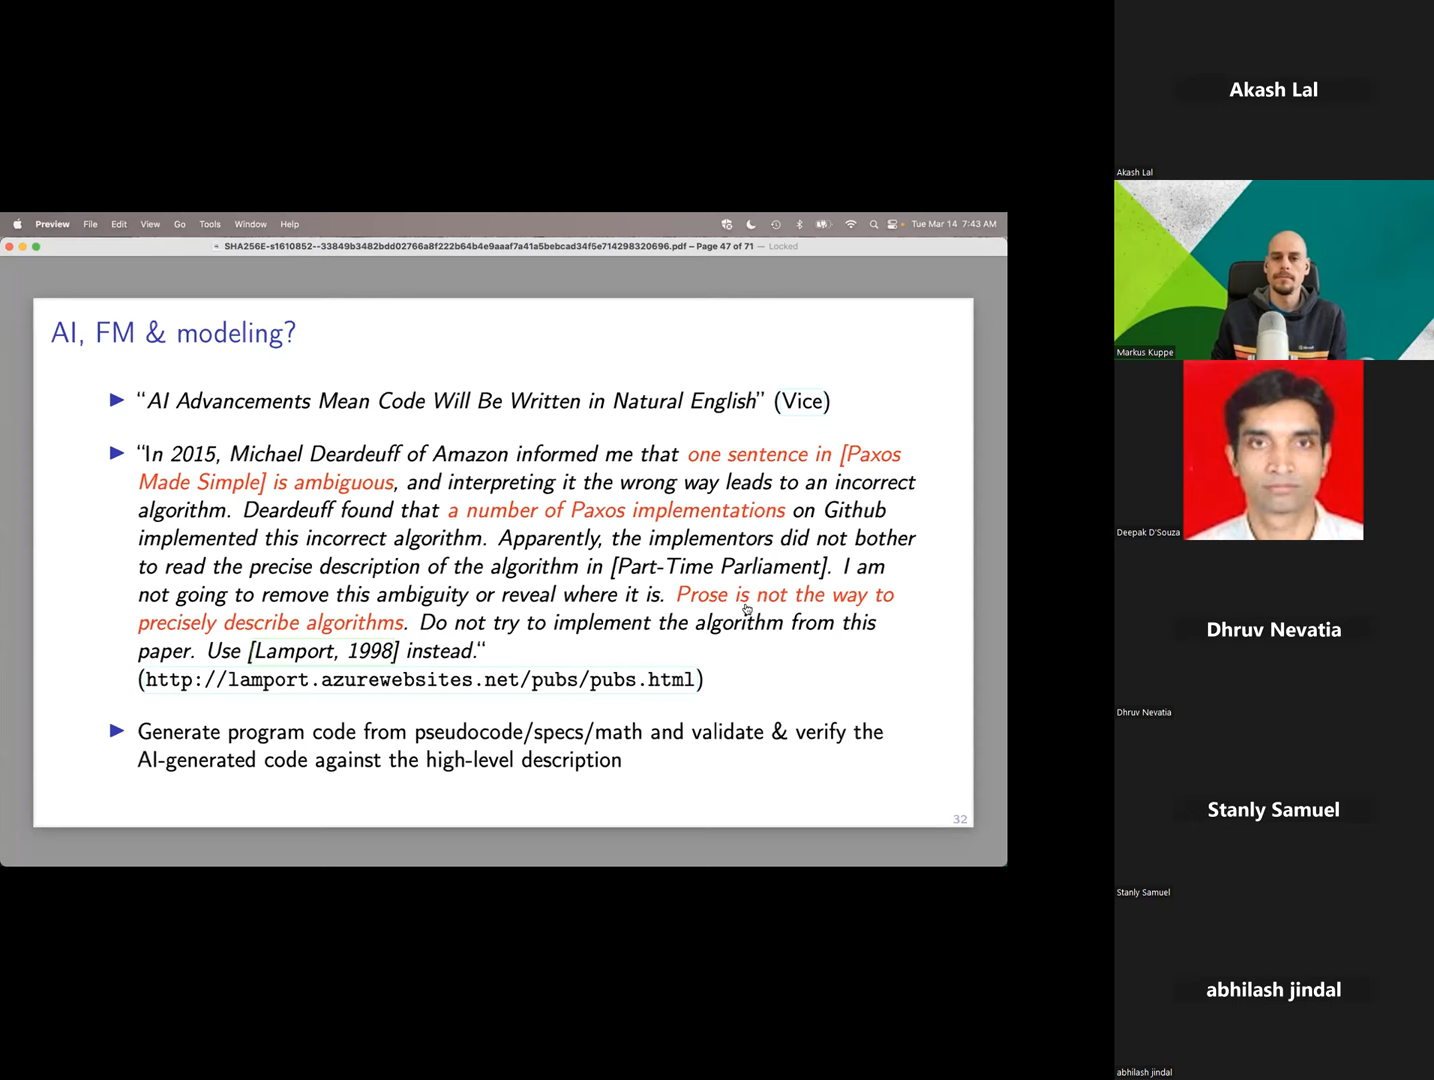 Preview File Edit View Go Tools Window Help Tue Mar 14 7:43 AM
SHA256E-s1610852--33849b3482bdd02766a8f222b64b4e9aaaf7a41a5bebcad34f5e714298320696.pdf – Page 47 of 71 — Locked
AI, FM & modeling?
▶ “AI Advancements Mean Code Will Be Written in Natural English” (Vice)
▶ “In 2015, Michael Deardeuff of Amazon informed me that one sentence in [Paxos
Made Simple] is ambiguous, and interpreting it the wrong way leads to an incorrect
algorithm. Deardeuff found that a number of Paxos implementations on Github
implemented this incorrect algorithm. Apparently, the implementors did not bother
to read the precise description of the algorithm in [Part-Time Parliament]. I am
not going to remove this ambiguity or reveal where it is. Prose is not the way to
precisely describe algorithms. Do not try to implement the algorithm from this
paper. Use [Lamport, 1998] instead.“
(http://lamport.azurewebsites.net/pubs/pubs.html)
▶ Generate program code from pseudocode/specs/math and validate & verify the
AI-generated code against the high-level description
32
Akash Lal
Akash Lal
Markus Kuppe
Deepak D'Souza
Dhruv Nevatia
Dhruv Nevatia
Stanly Samuel
Stanly Samuel
abhilash jindal
abhilash jindal